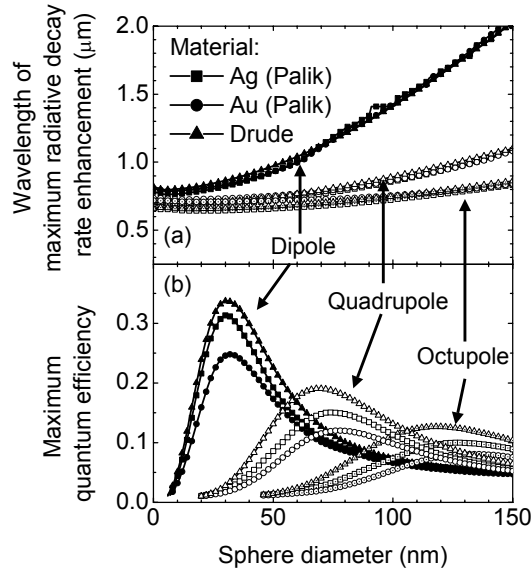 2.0
1.5
1.0
0.5
Wavelength of
maximum radiative decay
rate enhancement (μm)
Material:
Ag (Palik)
Au (Palik)
Drude
(a)
Dipole
(b)
Quadrupole
Octupole
0.3
0.2
0.1
0.0
Maximum
quantum efficiency
0 50 100 150
Sphere diameter (nm)